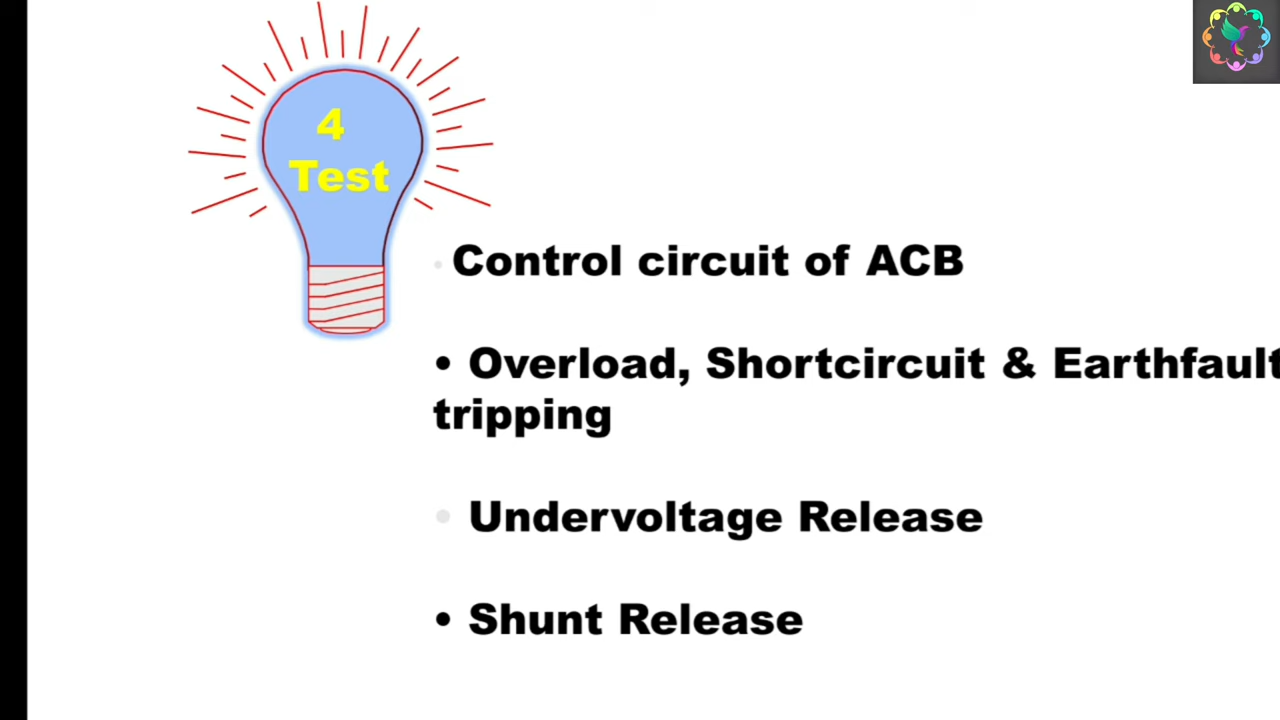 4
Test
• Control circuit of ACB
• Overload, Shortcircuit & Earthfault
tripping
• Undervoltage Release
• Shunt Release